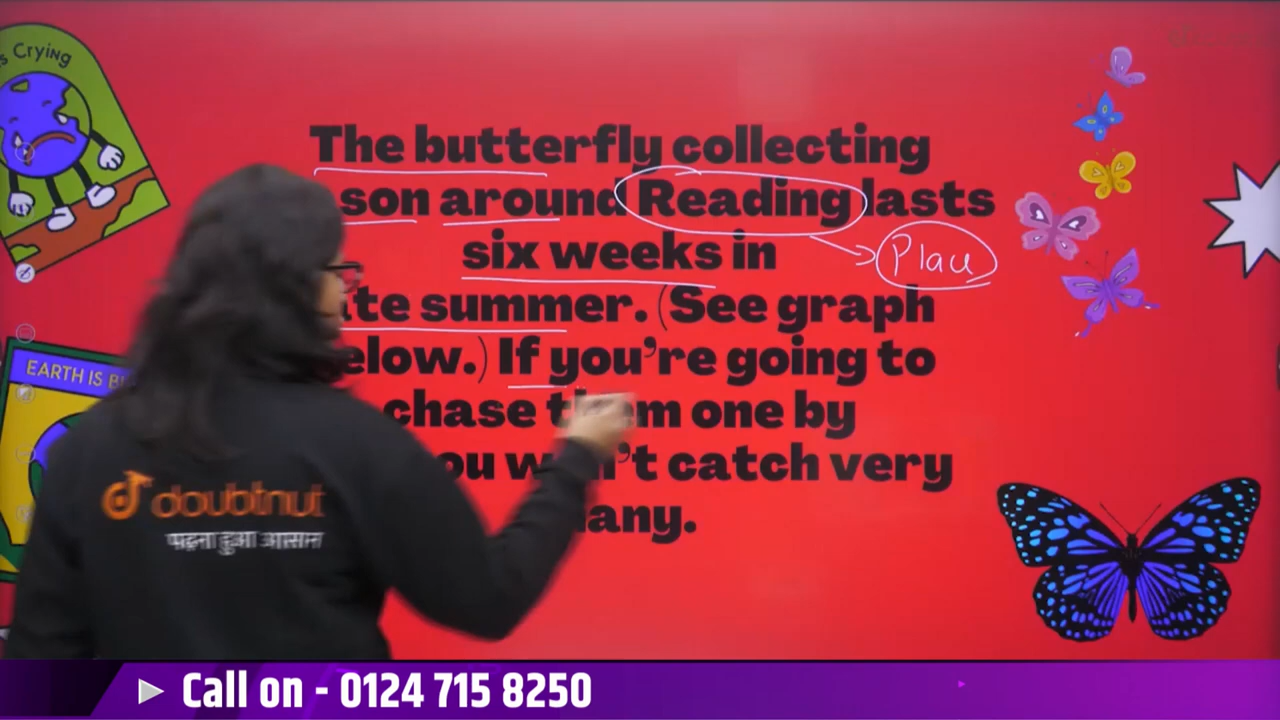 s Crying
The butterfly collecting
son around Reading lasts
six weeks in
Plau
te summer. (See graph
elow.) If you're going to
chase them one by
ou w 't catch very
any.
EARTH IS B
doubtnut
पढ़ना हुआ आसान
Call on - 0124 715 8250